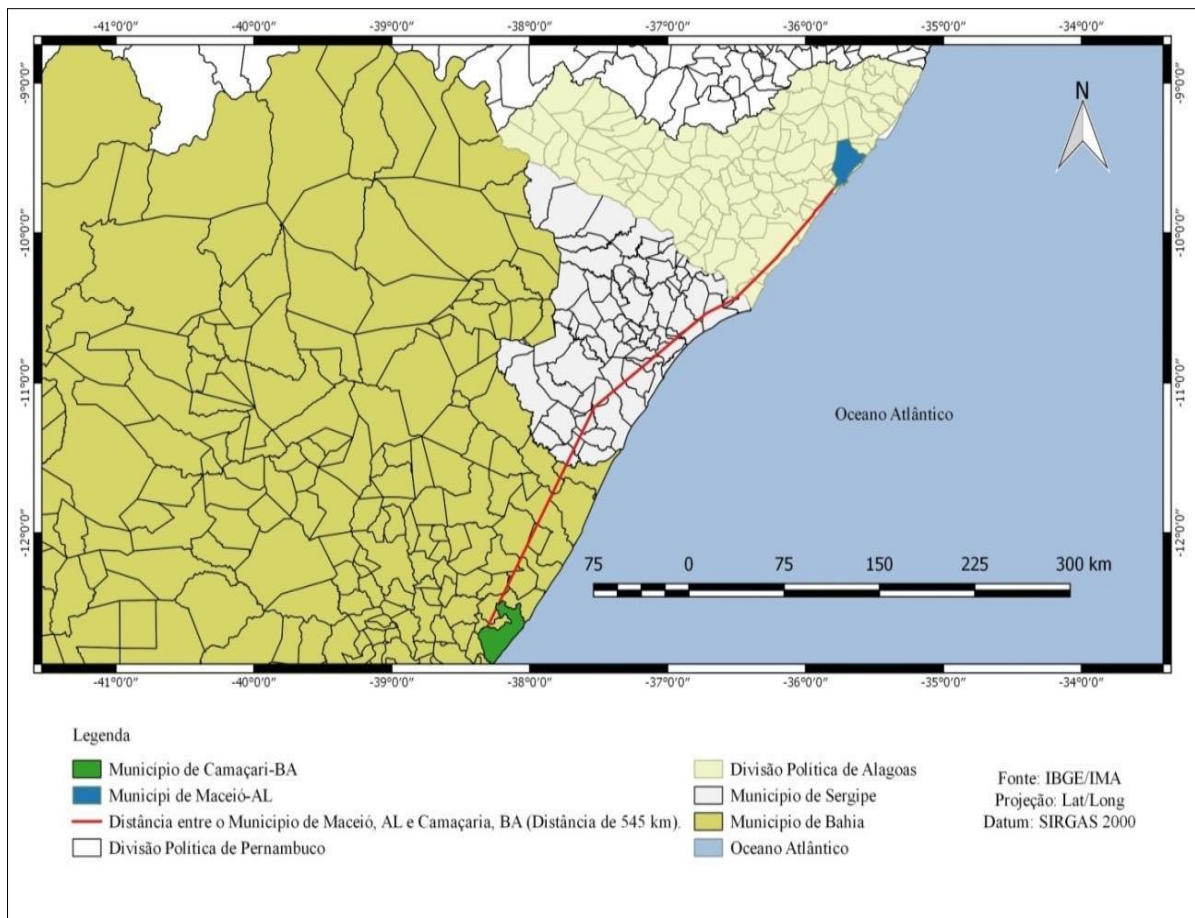 -41°0'0" -40°0'0" -39°0'0" -38°0'0" -37°0'0" -36°0'0" -35°0'0" -34°0'0"
-9°0'0" -9°0'0"
N
-10°0'0" -10°0'0"
-11°0'0" -11°0'0"
Oceano Atlântico
-12°0'0" -12°0'0"
75 0 75 150 225 300 km
-41°0'0" -40°0'0" -39°0'0" -38°0'0" -37°0'0" -36°0'0" -35°0'0" -34°0'0"
Legenda
Município de Camaçari-BA
Municípi de Maceió-AL
Distância entre o Município de Maceió, AL e Camaçaria, BA (Distância de 545 km).
Divisão Política de Pernambuco
Divisão Política de Alagoas
Município de Sergipe
Município de Bahia
Oceano Atlântico
Fonte: IBGE/IMA
Projeção: Lat/Long
Datum: SIRGAS 2000